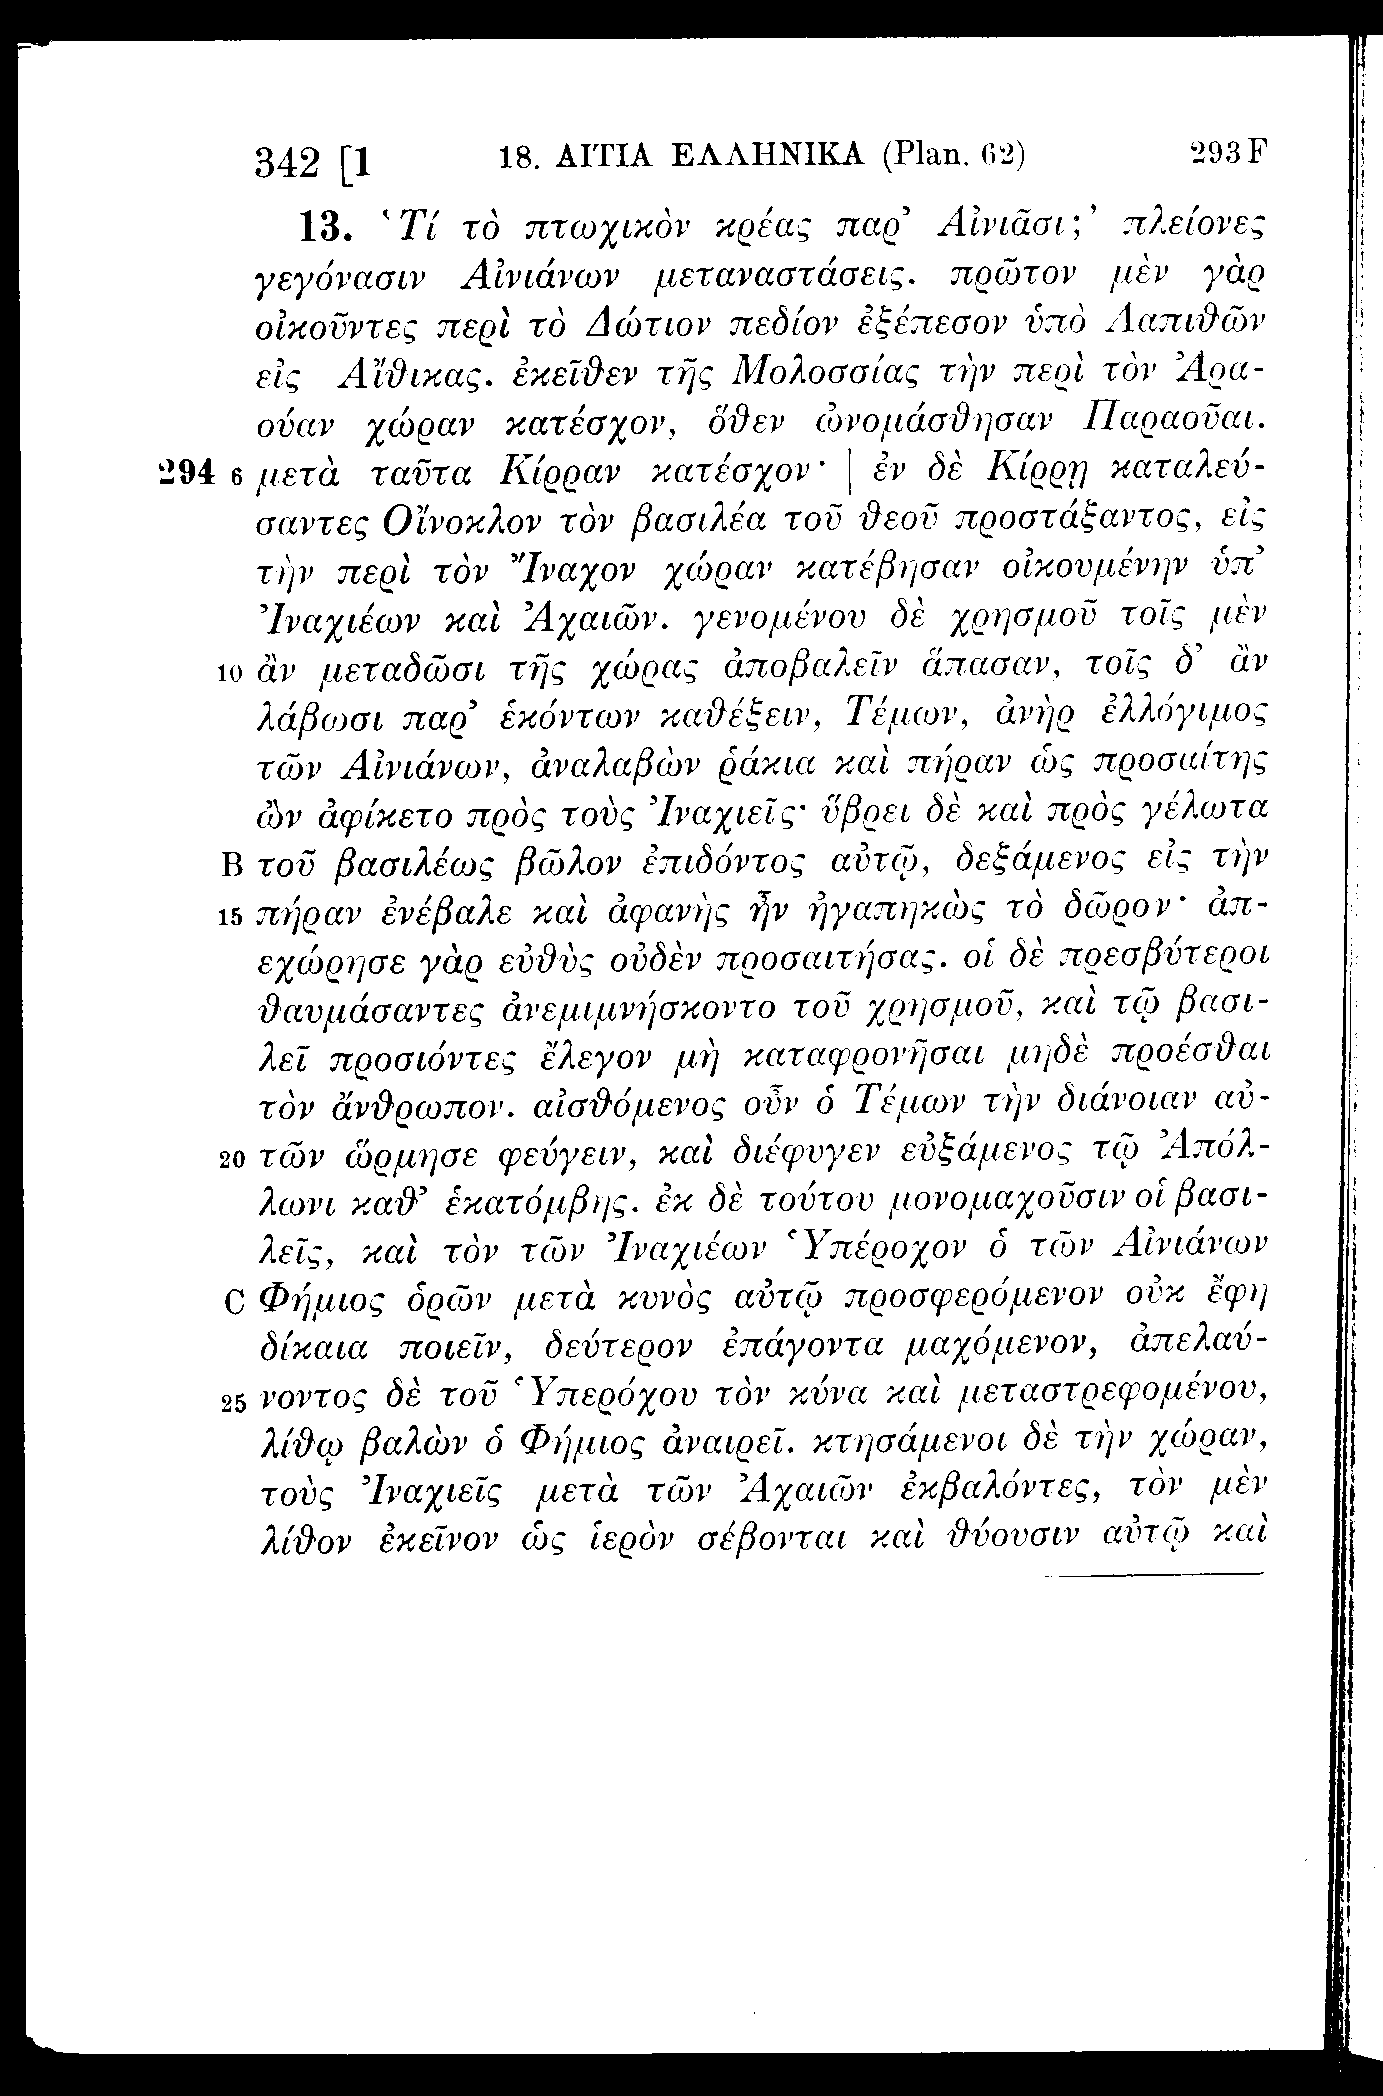 342 [1 18. ΑΙΤΙΑ ΕΛΛΗΝΙΚΑ (Plan. 62) 293 F
13. ‘Τί τὸ πτωχικὸν κρέας παρ’ Αἰνιᾶσι;’ πλείονες
γεγόνασιν Αἰνιάνων μεταναστάσεις. πρῶτον μὲν γὰρ
οἰκοῦντες περὶ τὸ Δώτιον πεδίον ἐξέπεσον ὑπὸ Λαπιθῶν
εἰς Αἴθικας. ἐκεῖθεν τῆς Μολοσσίας τὴν περὶ τὸν Ἀρα-
ούαν χώραν κατέσχον, ὅθεν ὠνομάσθησαν Παραοῦαι.
294 6 μετὰ ταῦτα Κίρραν κατέσχον· | ἐν δὲ Κίρρῃ καταλεύ-
σαντες Οἴνοκλον τὸν βασιλέα τοῦ θεοῦ προστάξαντος, εἰς
τὴν περὶ τὸν Ἴναχον χώραν κατέβησαν οἰκουμένην ὑπ’
Ἰναχιέων καὶ Ἀχαιῶν. γενομένου δὲ χρησμοῦ τοῖς μὲν
10 ἂν μεταδῶσι τῆς χώρας ἀποβαλεῖν ἅπασαν, τοῖς δ’ ἂν
λάβωσι παρ’ ἑκόντων καθέξειν, Τέμων, ἀνὴρ ἐλλόγιμος
τῶν Αἰνιάνων, ἀναλαβὼν ῥάκια καὶ πήραν ὡς προσαίτης
ὢν ἀφίκετο πρὸς τοὺς Ἰναχιεῖς· ὕβρει δὲ καὶ πρὸς γέλωτα
B τοῦ βασιλέως βῶλον ἐπιδόντος αὐτῷ, δεξάμενος εἰς τὴν
15 πήραν ἐνέβαλε καὶ ἀφανὴς ἦν ἠγαπηκὼς τὸ δῶρον· ἀπ-
εχώρησε γὰρ εὐθὺς οὐδὲν προσαιτήσας. οἱ δὲ πρεσβύτεροι
θαυμάσαντες ἀνεμιμνήσκοντο τοῦ χρησμοῦ, καὶ τῷ βασι-
λεῖ προσιόντες ἔλεγον μὴ καταφρονῆσαι μηδὲ προέσθαι
τὸν ἄνθρωπον. αἰσθόμενος οὖν ὁ Τέμων τὴν διάνοιαν αὐ-
20 τῶν ὥρμησε φεύγειν, καὶ διέφυγεν εὐξάμενος τῷ Ἀπόλ-
λωνι καθ’ ἑκατόμβης. ἐκ δὲ τούτου μονομαχοῦσιν οἱ βασι-
λεῖς, καὶ τὸν τῶν Ἰναχιέων Ὑπέροχον ὁ τῶν Αἰνιάνων
C Φήμιος ὁρῶν μετὰ κυνὸς αὐτῷ προσφερόμενον οὐκ ἔφη
δίκαια ποιεῖν, δεύτερον ἐπάγοντα μαχόμενον, ἀπελαύ-
25 νοντος δὲ τοῦ Ὑπερόχου τὸν κύνα καὶ μεταστρεφομένου,
λίθῳ βαλὼν ὁ Φήμιος ἀναιρεῖ. κτησάμενοι δὲ τὴν χώραν,
τοὺς Ἰναχιεῖς μετὰ τῶν Ἀχαιῶν ἐκβαλόντες, τὸν μὲν
λίθον ἐκεῖνον ὡς ἱερὸν σέβονται καὶ θύουσιν αὐτῷ καὶ